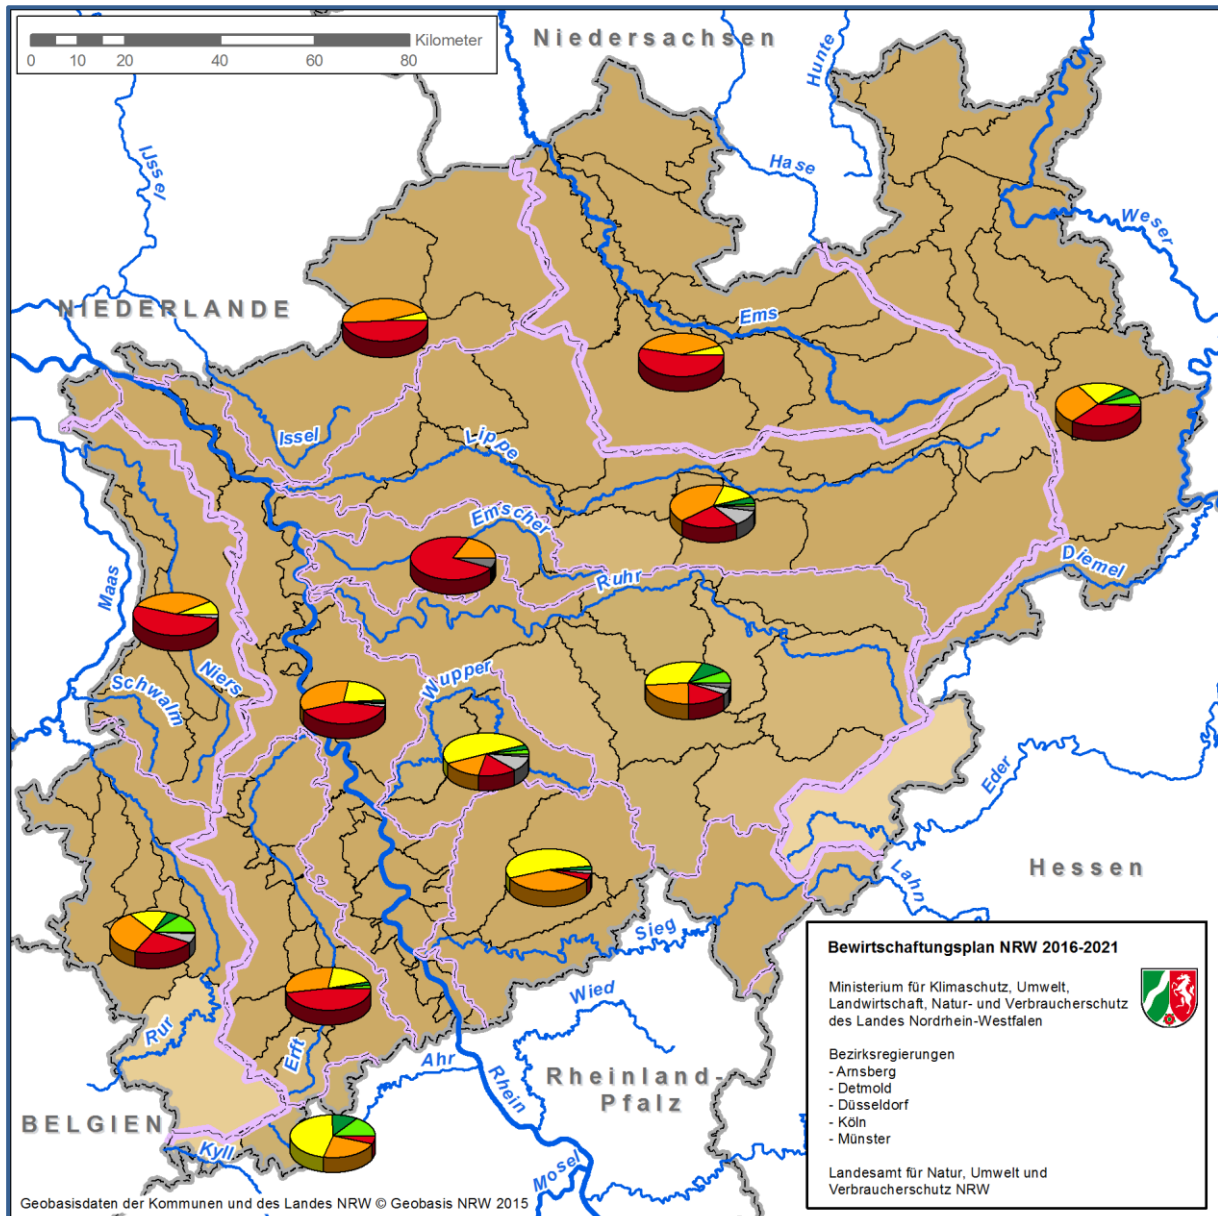 Kilometer
0 10 20 40 60 80
Niedersachsen
Hunte
IJssel
Hase
Weser
NIEDERLANDE
Ems
Issel
Lippe
Emscher
Maas
Ruhr
Diemel
Niers
Schwalm
Wupper
Eder
Hessen
Lahn
Sieg
Rur
Erft
Wied
Ahr
Rhein
Rheinland-
Pfalz
BELGIEN
Kyll
Mosel
Bewirtschaftungsplan NRW 2016-2021
Ministerium für Klimaschutz, Umwelt,
Landwirtschaft, Natur- und Verbraucherschutz
des Landes Nordrhein-Westfalen
Bezirksregierungen
- Arnsberg
- Detmold
- Düsseldorf
- Köln
- Münster
Landesamt für Natur, Umwelt und
Verbraucherschutz NRW
Geobasisdaten der Kommunen und des Landes NRW © Geobasis NRW 2015